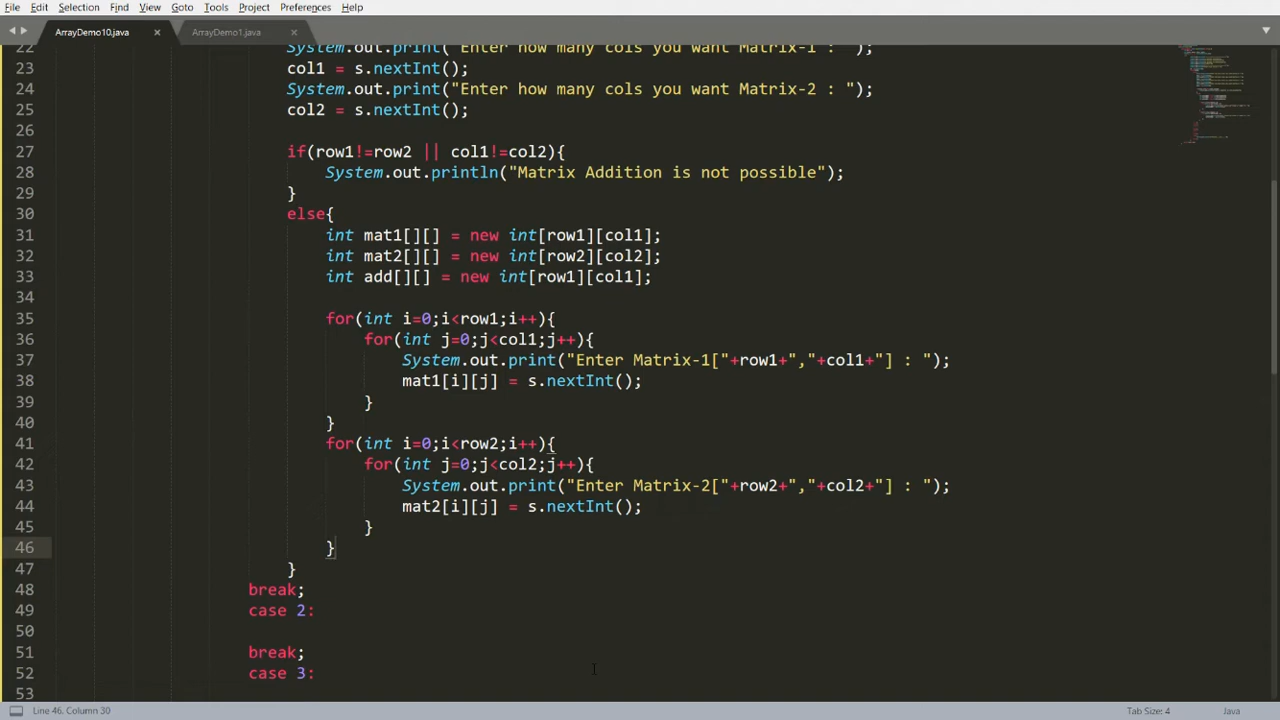 File Edit Selection Find View Goto Tools Project Preferences Help
ArrayDemo10.java × ArrayDemo1.java ×
22 System.out.print("Enter how many cols you want Matrix-1 : ");
23 col1 = s.nextInt();
24 System.out.print("Enter how many cols you want Matrix-2 : ");
25 col2 = s.nextInt();
26
27 if(row1!=row2 || col1!=col2){
28 System.out.println("Matrix Addition is not possible");
29 }
30 else{
31 int mat1[][] = new int[row1][col1];
32 int mat2[][] = new int[row2][col2];
33 int add[][] = new int[row1][col1];
34
35 for(int i=0;i<row1;i++){
36 for(int j=0;j<col1;j++){
37 System.out.print("Enter Matrix-1["+row1+","+col1+"] : ");
38 mat1[i][j] = s.nextInt();
39 }
40 }
41 for(int i=0;i<row2;i++){
42 for(int j=0;j<col2;j++){
43 System.out.print("Enter Matrix-2["+row2+","+col2+"] : ");
44 mat2[i][j] = s.nextInt();
45 }
46 }
47 }
48 break;
49 case 2:
50
51 break;
52 case 3:
53
Line 46, Column 30 Tab Size: 4 Java